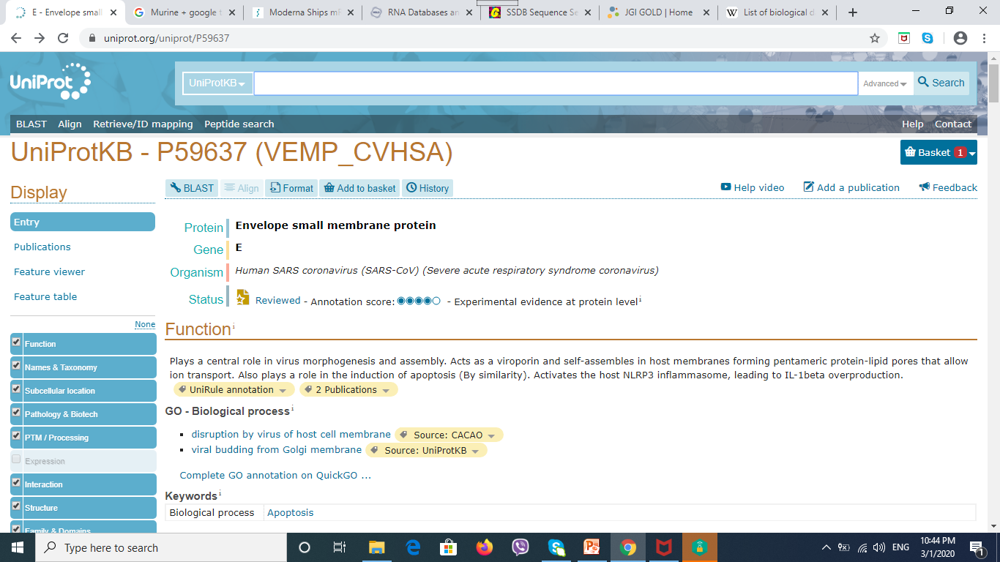 E - Envelope small
Murine + google t
Moderna Ships mR
RNA Databases an
SSDB Sequence Se
JGI GOLD | Home
List of biological d
uniprot.org/uniprot/P59637
UniProt
UniProtKB
Advanced
Search
BLAST Align Retrieve/ID mapping Peptide search Help Contact
UniProtKB - P59637 (VEMP_CVHSA)
Basket 1
Display
BLAST Align Format Add to basket History Help video Add a publication Feedback
Entry
Publications
Feature viewer
Feature table
None
Function
Names & Taxonomy
Subcellular location
Pathology & Biotech
PTM / Processing
Expression
Interaction
Structure
Family & Domains
Protein Envelope small membrane protein
Gene E
Organism Human SARS coronavirus (SARS-CoV) (Severe acute respiratory syndrome coronavirus)
Status Reviewed - Annotation score: - Experimental evidence at protein level i
Function i
Plays a central role in virus morphogenesis and assembly. Acts as a viroporin and self-assembles in host membranes forming pentameric protein-lipid pores that allow
ion transport. Also plays a role in the induction of apoptosis (By similarity). Activates the host NLRP3 inflammasome, leading to IL-1beta overproduction.
UniRule annotation 2 Publications
GO - Biological process i
disruption by virus of host cell membrane Source: CACAO
viral budding from Golgi membrane Source: UniProtKB
Complete GO annotation on QuickGO ...
Keywords i
Biological process Apoptosis
Type here to search
ENG
10:44 PM
3/1/2020
1